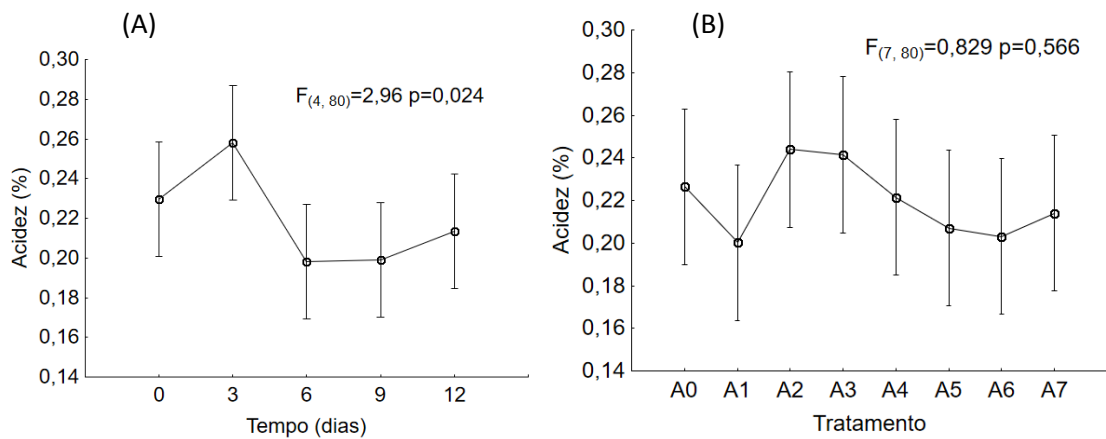 (A)
0,30
0,28
0,26
0,24
0,22
0,20
0,18
0,16
0,14
Acidez (%)
F(4, 80)=2,96 p=0,024
0 3 6 9 12
Tempo (dias)
(B)
0,30
0,28
0,26
0,24
0,22
0,20
0,18
0,16
0,14
Acidez (%)
F(7, 80)=0,829 p=0,566
A0 A1 A2 A3 A4 A5 A6 A7
Tratamento